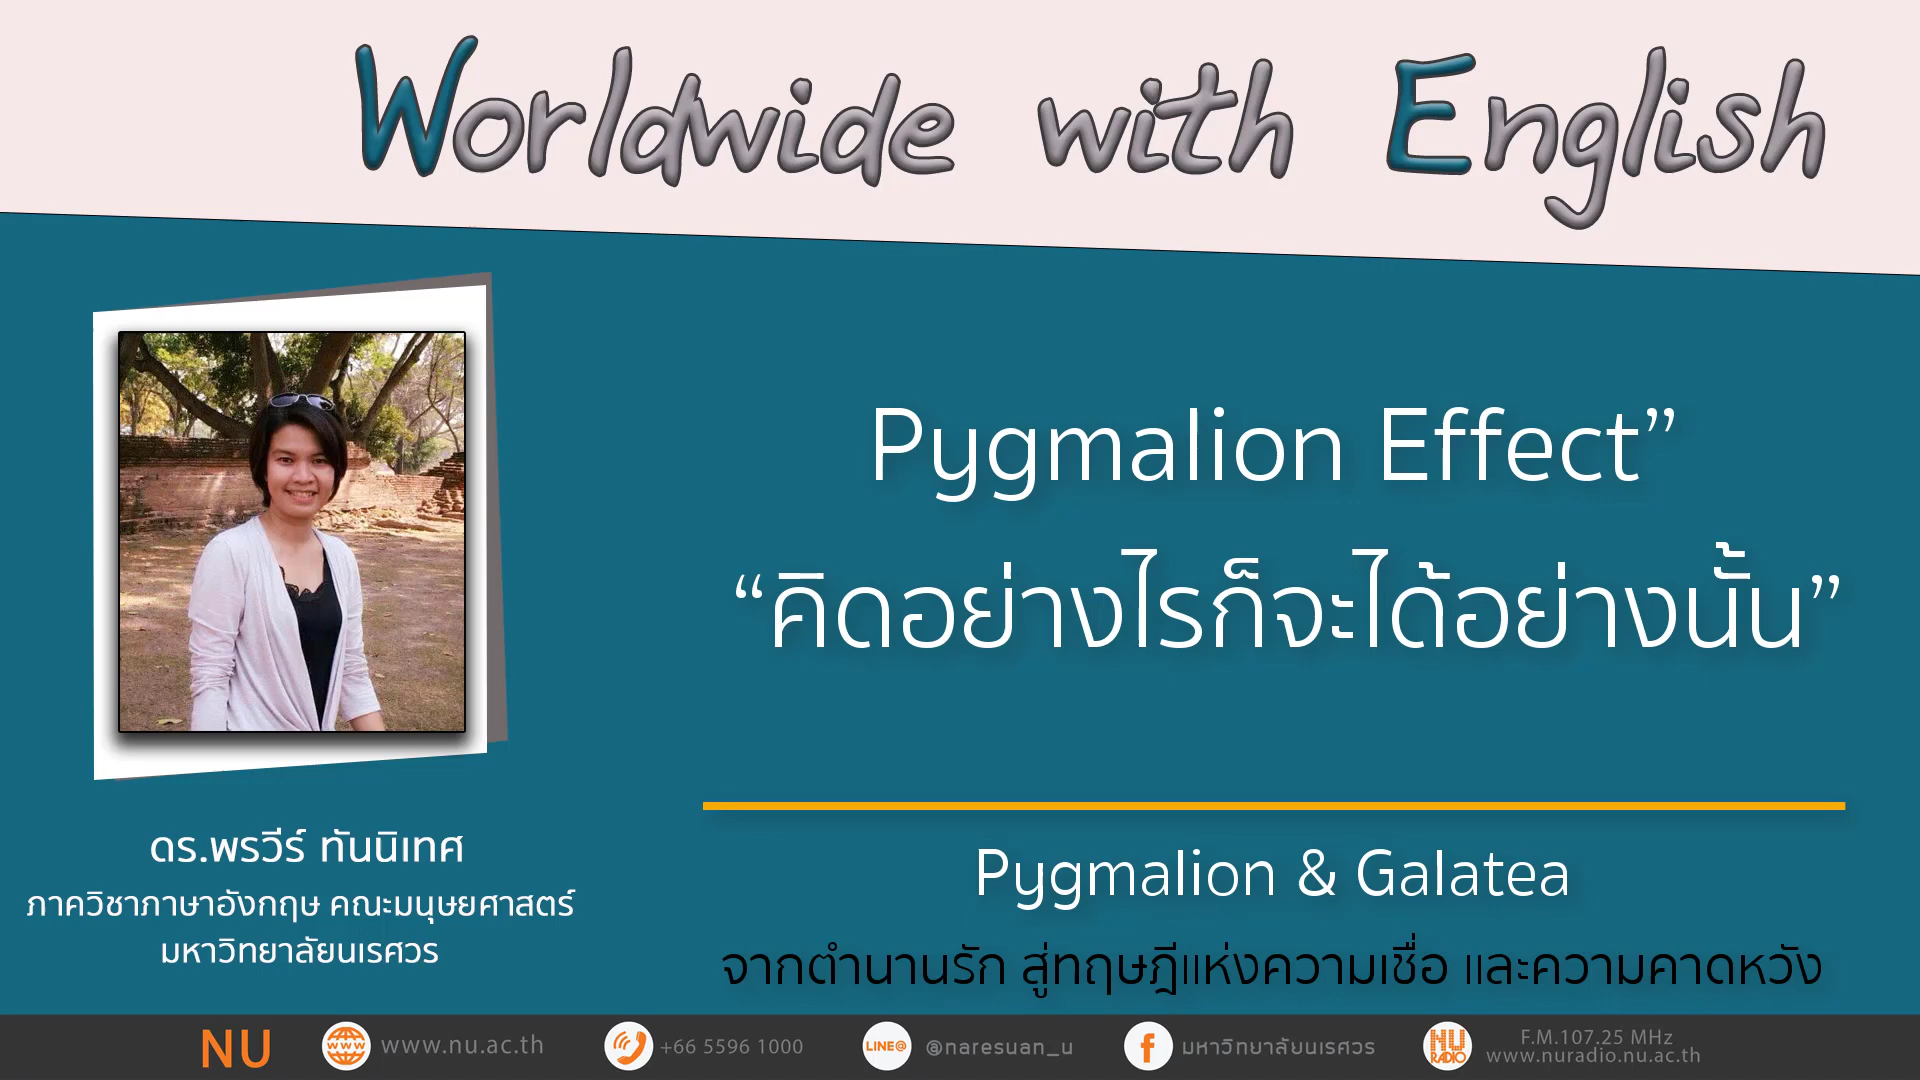 Worldwide with English
Pygmalion Effect”
“คิดอย่างไรก็จะได้อย่างนั้น”
ดร.พรวีร์ ทันนิเทศ
ภาควิชาภาษาอังกฤษ คณะมนุษยศาสตร์
มหาวิทยาลัยนเรศวร
Pygmalion & Galatea
จากตำนานรัก สู่ทฤษฎีแห่งความเชื่อ และความคาดหวัง
NU
WWW
www.nu.ac.th
+66 5596 1000
LINE@
@naresuan_u
f
มหาวิทยาลัยนเรศวร
NU
RADIO
F.M.107.25 MHz
www.nuradio.nu.ac.th